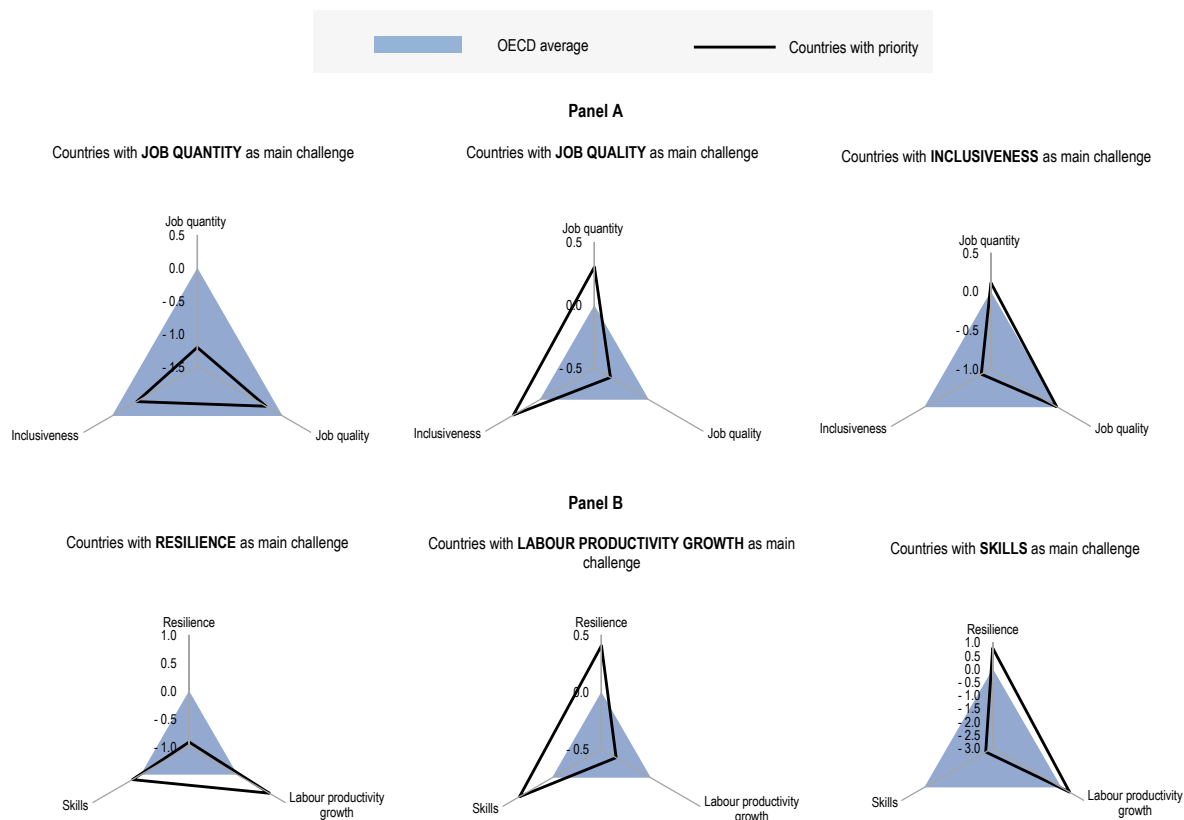 OECD average
Countries with priority
Panel A
Countries with JOB QUANTITY as main challenge
Job quantity
0.5
0.0
- 0.5
- 1.0
- 1.5
Inclusiveness
Job quality
Countries with JOB QUALITY as main challenge
Job quantity
0.5
0.0
- 0.5
Inclusiveness
Job quality
Countries with INCLUSIVENESS as main challenge
Job quantity
0.5
0.0
- 0.5
- 1.0
Inclusiveness
Job quality
Panel B
Countries with RESILIENCE as main challenge
Resilience
1.0
0.5
0.0
- 0.5
- 1.0
Skills
Labour productivity
growth
Countries with LABOUR PRODUCTIVITY GROWTH as main
challenge
Resilience
0.5
0.0
- 0.5
Skills
Labour productivity
growth
Countries with SKILLS as main challenge
Resilience
1.0
0.5
0.0
- 0.5
- 1.0
- 1.5
- 2.0
- 2.5
- 3.0
Skills
Labour productivity
growth